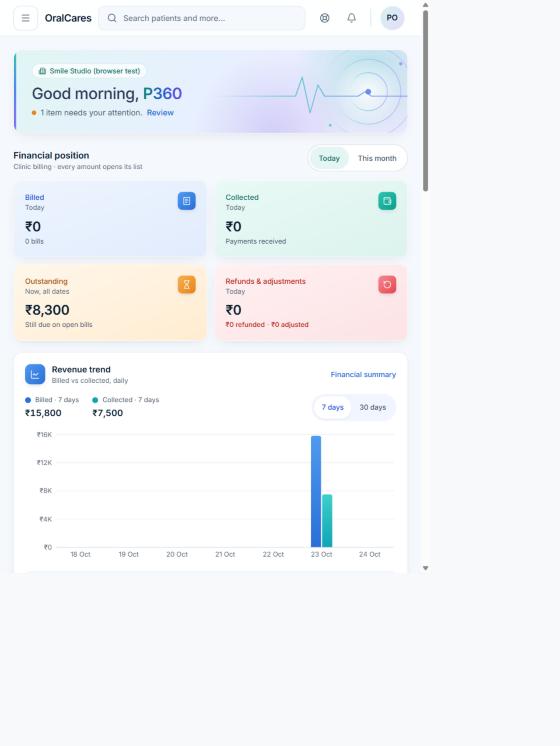 OralCares
Search patients and more...
PO
Smile Studio (browser test)
Good morning, P360
1 item needs your attention. Review
Financial position
Clinic billing · every amount opens its list
Today
This month
Billed
Today
₹0
0 bills
Collected
Today
₹0
Payments received
Outstanding
Now, all dates
₹8,300
Still due on open bills
Refunds & adjustments
Today
₹0
₹0 refunded · ₹0 adjusted
Revenue trend
Billed vs collected, daily
Financial summary
Billed · 7 days
₹15,800
Collected · 7 days
₹7,500
7 days
30 days
₹16K
₹12K
₹8K
₹4K
₹0
18 Oct 19 Oct 20 Oct 21 Oct 22 Oct 23 Oct 24 Oct